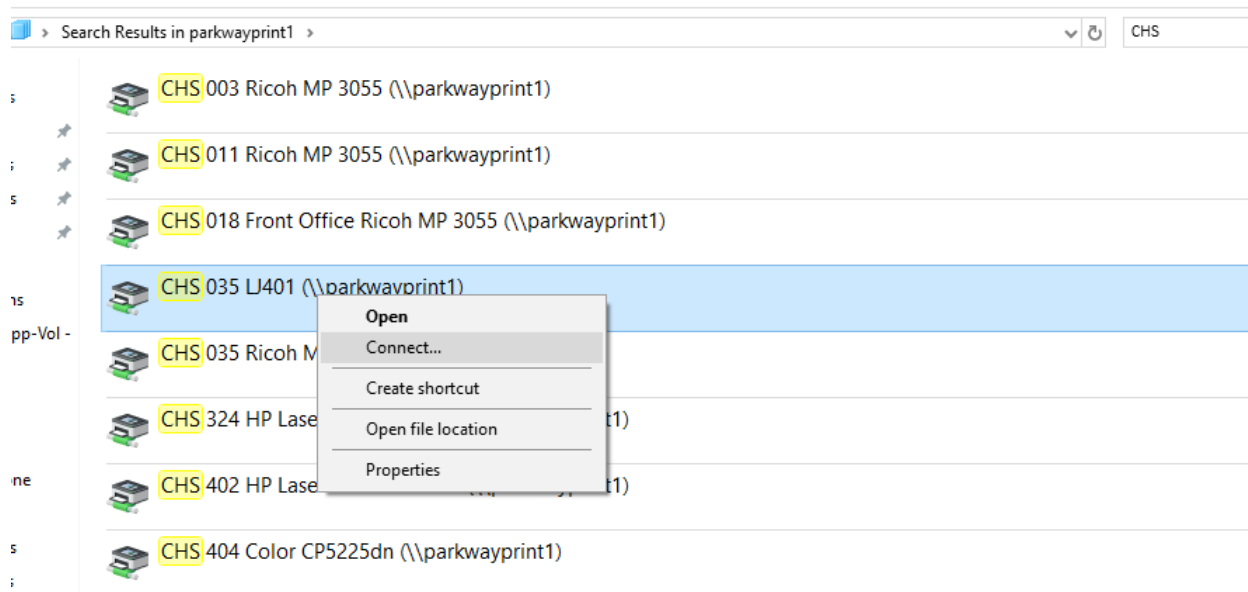 Search Results in parkwayprint1
CHS
CHS 003 Ricoh MP 3055 (\\parkwayprint1)
CHS 011 Ricoh MP 3055 (\\parkwayprint1)
CHS 018 Front Office Ricoh MP 3055 (\\parkwayprint1)
CHS 035 LJ401 (\\parkwayprint1)
Open
Connect...
CHS 035 Ricoh M
Create shortcut
CHS 324 HP Lase t1)
Open file location
Properties
CHS 402 HP Lase t1)
CHS 404 Color CP5225dn (\\parkwayprint1)
pp-Vol -